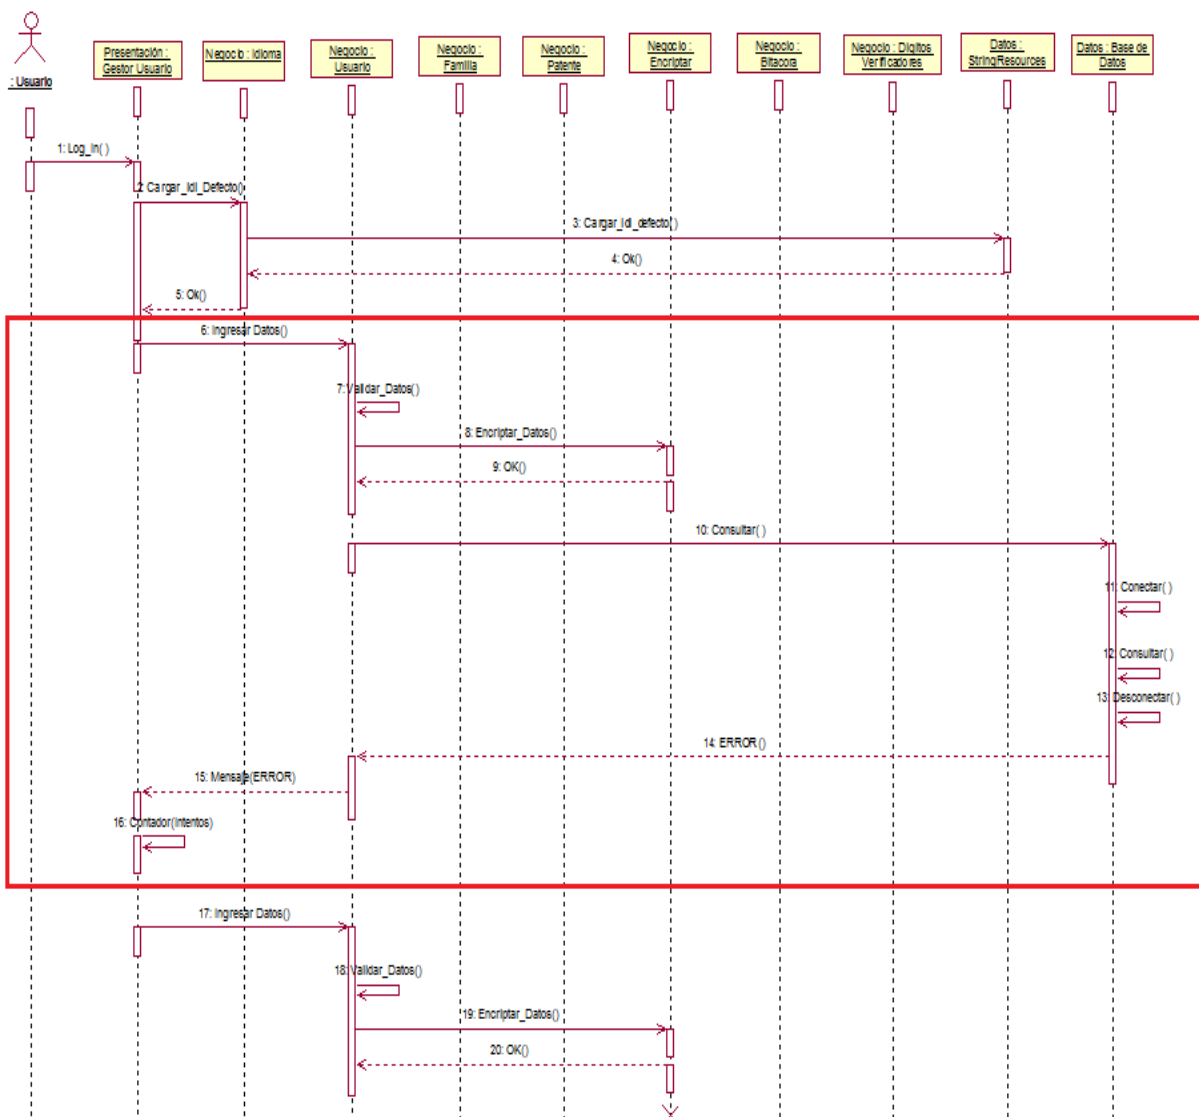 : Usuario
Presentación :
Gestor Usuario
Negocio : Idioma
Negocio :
Usuario
Negocio :
Familia
Negocio :
Patente
Negocio :
Encriptar
Negocio :
Bitacora
Negocio : Digitos
Verificadores
Datos :
StringResources
Datos : Base de
Datos
1: Log_In( )
2: Cargar_Idi_Defecto()
3: Cargar_Idi_defecto( )
4: Ok()
5: Ok()
6: Ingresar Datos()
7: Validar_Datos()
8: Encriptar_Datos()
9: OK()
10: Consultar( )
11: Conectar( )
12: Consultar( )
13: Desconectar( )
14: ERROR( )
15: Mensaje(ERROR)
16: Contador(Intentos)
17: Ingresar Datos()
18: Validar_Datos()
19: Encriptar_Datos()
20: OK()